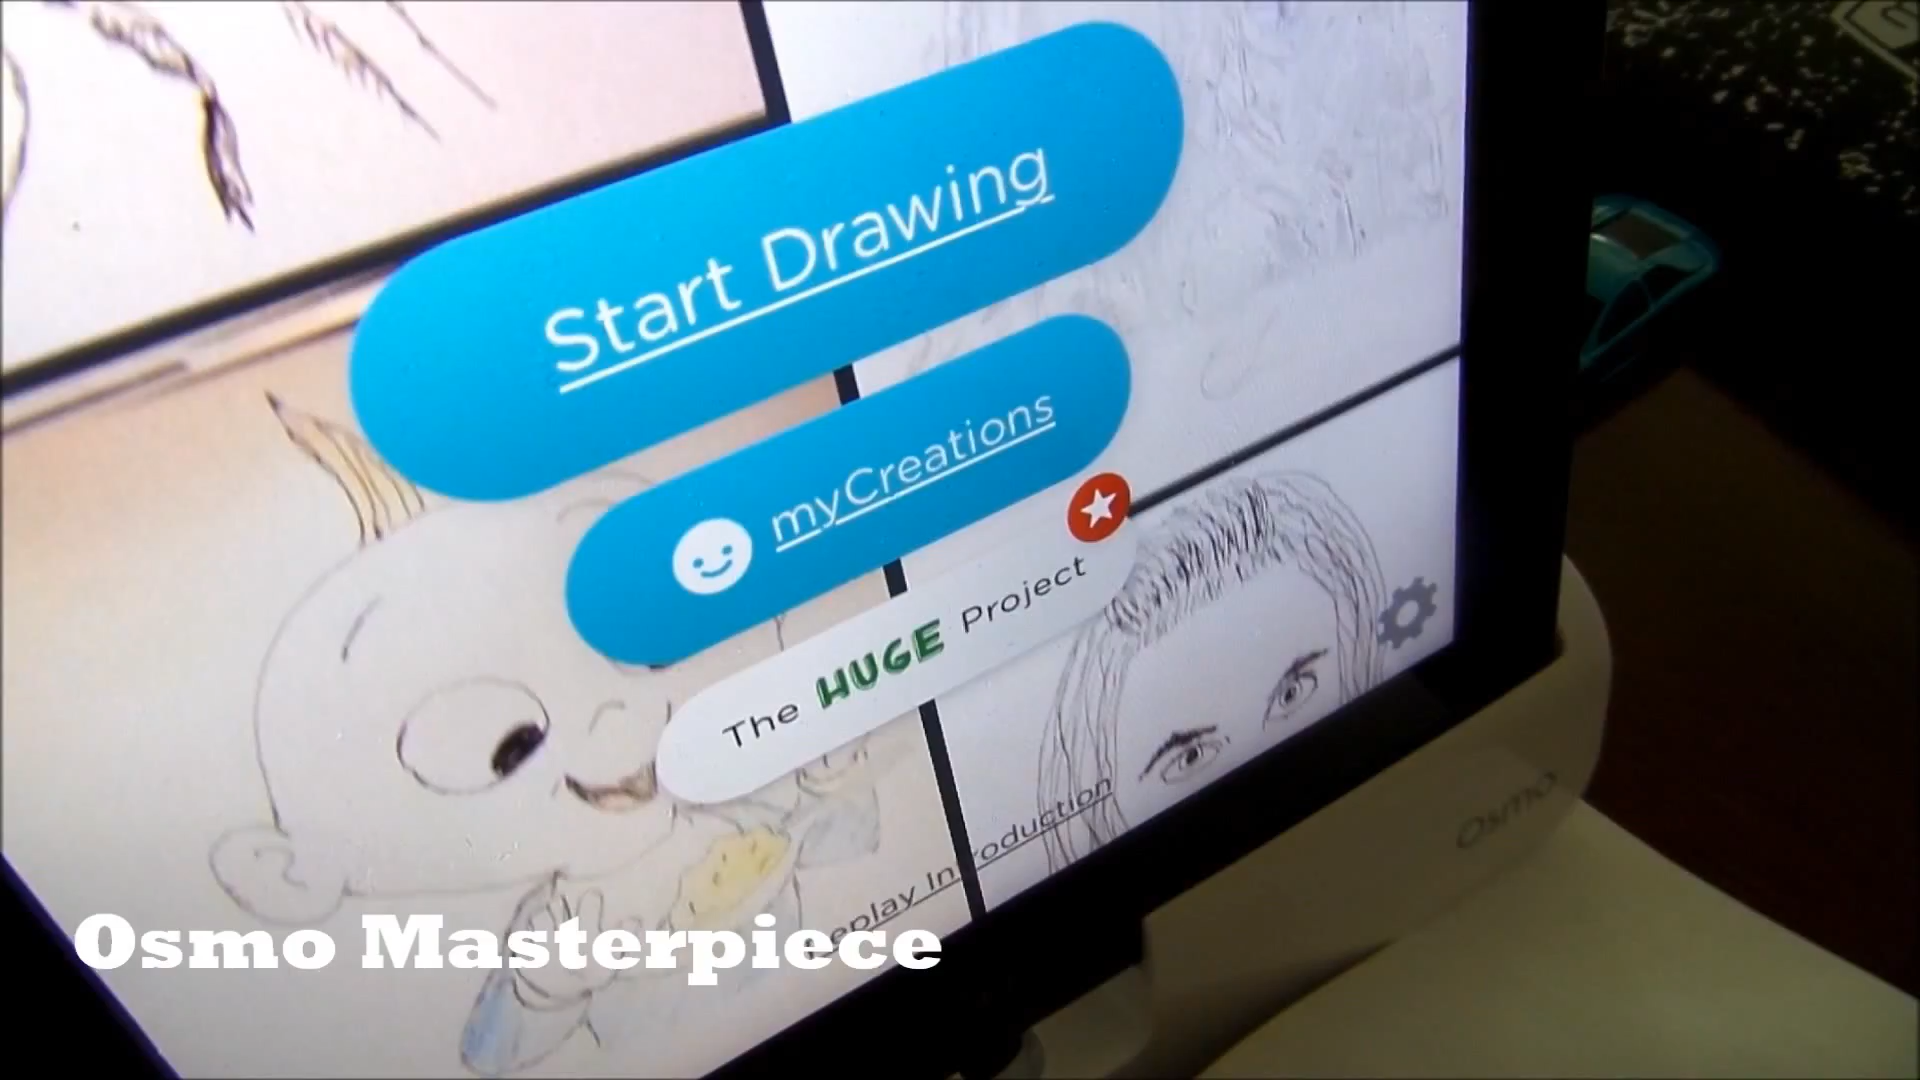 Start Drawing
myCreations
The HUGE Project
Replay Introduction
osmo
Osmo Masterpiece